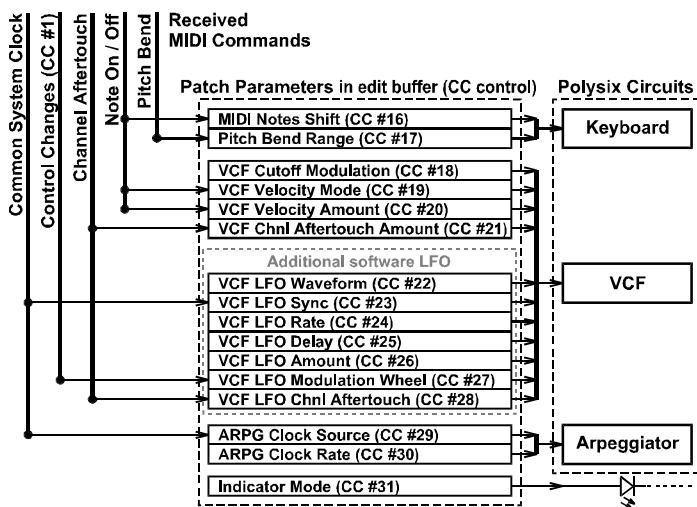 Common System Clock
Control Changes (CC #1)
Channel Aftertouch
Note On / Off
Pitch Bend
Received
MIDI Commands
Patch Parameters in edit buffer (CC control)
Polysix Circuits
MIDI Notes Shift (CC #16)
Pitch Bend Range (CC #17)
Keyboard
VCF Cutoff Modulation (CC #18)
VCF Velocity Mode (CC #19)
VCF Velocity Amount (CC #20)
VCF Chnl Aftertouch Amount (CC #21)
Additional software LFO
VCF LFO Waveform (CC #22)
VCF LFO Sync (CC #23)
VCF LFO Rate (CC #24)
VCF LFO Delay (CC #25)
VCF LFO Amount (CC #26)
VCF LFO Modulation Wheel (CC #27)
VCF LFO Chnl Aftertouch (CC #28)
VCF
ARPG Clock Source (CC #29)
ARPG Clock Rate (CC #30)
Arpeggiator
Indicator Mode (CC #31)